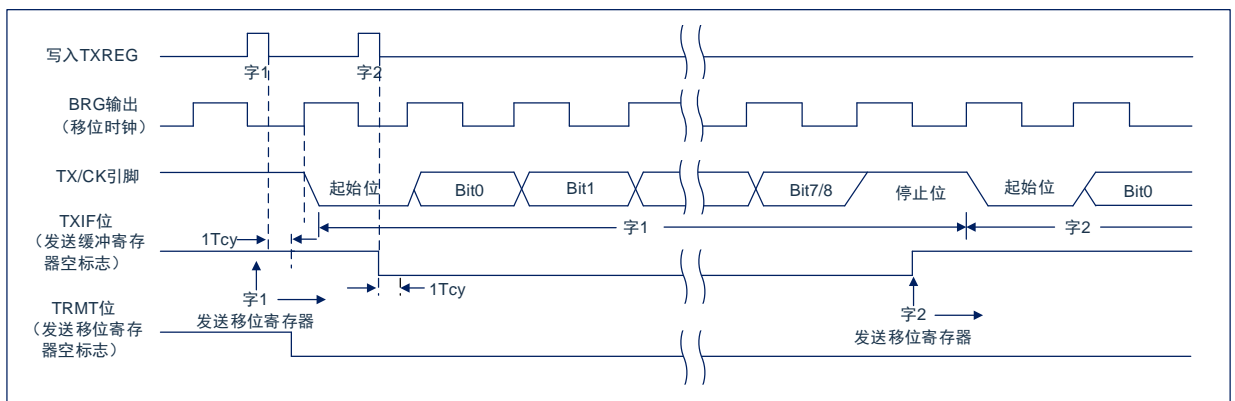 写入TXREG
字1
字2
BRG输出
（移位时钟）
TX/CK引脚
起始位
Bit0
Bit1
Bit7/8
停止位
起始位
Bit0
TXIF位
（发送缓冲寄存
器空标志）
1Tcy
字1
字2
1Tcy
字1
发送移位寄存器
字2
发送移位寄存器
TRMT位
（发送移位寄存
器空标志）